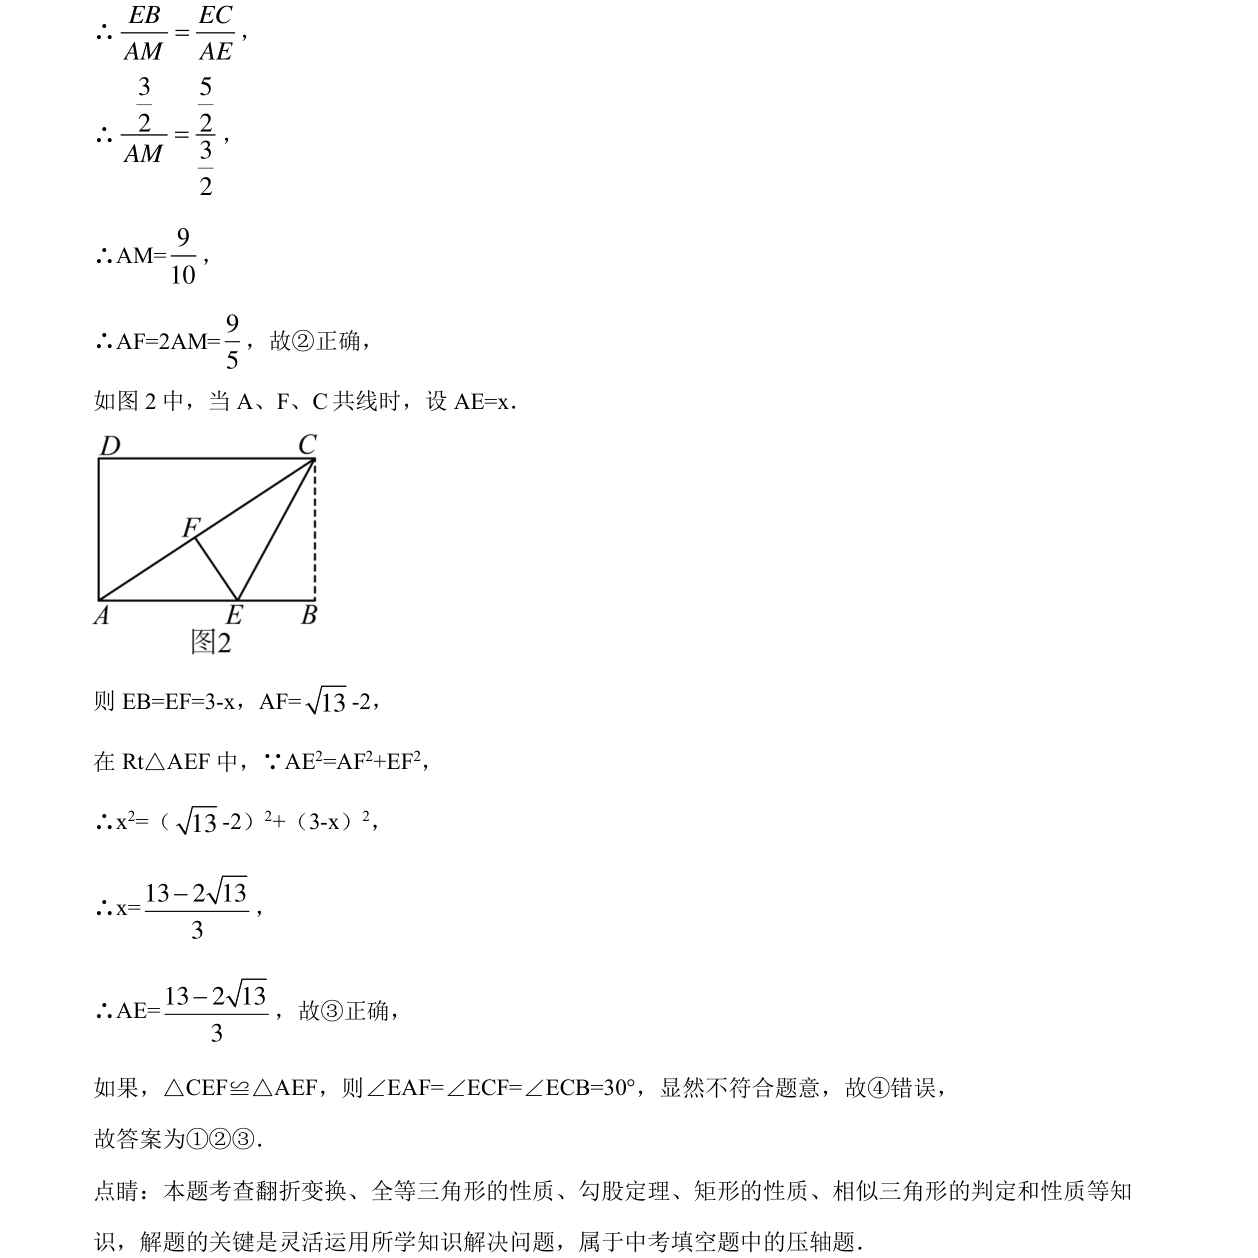 ∴EB/AM=EC/AE，
∴(3/2)/AM=(5/2)/(3/2)，
∴AM=9/10，
∴AF=2AM=9/5，故②正确，
如图 2 中，当 A、F、C 共线时，设 AE=x．
D C
F
A E B
图2
则 EB=EF=3-x，AF=√13-2，
在 Rt△AEF 中，∵AE²=AF²+EF²，
∴x²=（√13-2）²+（3-x）²，
∴x=(13−2√13)/3，
∴AE=(13−2√13)/3，故③正确，
如果，△CEF≌△AEF，则∠EAF=∠ECF=∠ECB=30°，显然不符合题意，故④错误，
故答案为①②③．
点睛：本题考查翻折变换、全等三角形的性质、勾股定理、矩形的性质、相似三角形的判定和性质等知
识，解题的关键是灵活运用所学知识解决问题，属于中考填空题中的压轴题．